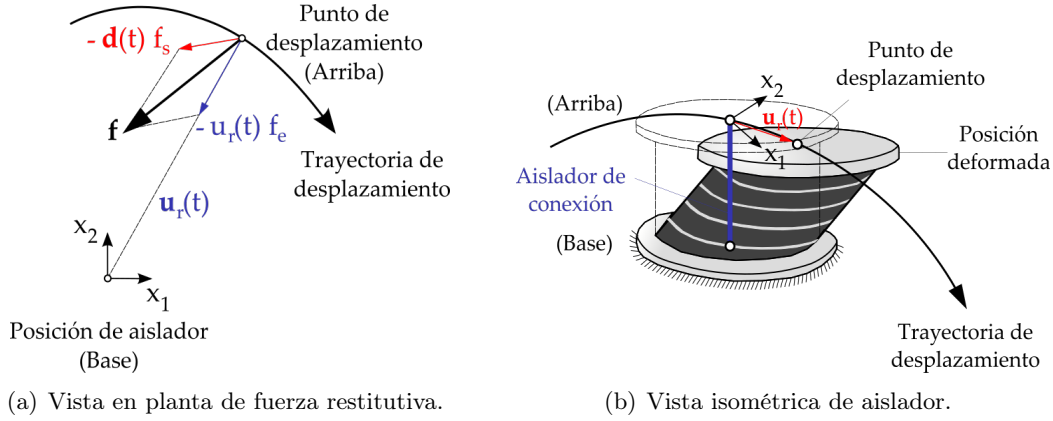 Punto de
desplazamiento
(Arriba)
- d(t) fs
f
- ur(t) fe
Trayectoria de
desplazamiento
ur(t)
x2
x1
Posición de aislador
(Base)
(a) Vista en planta de fuerza restitutiva.
Punto de
desplazamiento
x2
(Arriba)
ur(t)
x1
Posición
deformada
Aislador de
conexión
(Base)
Trayectoria de
desplazamiento
(b) Vista isométrica de aislador.